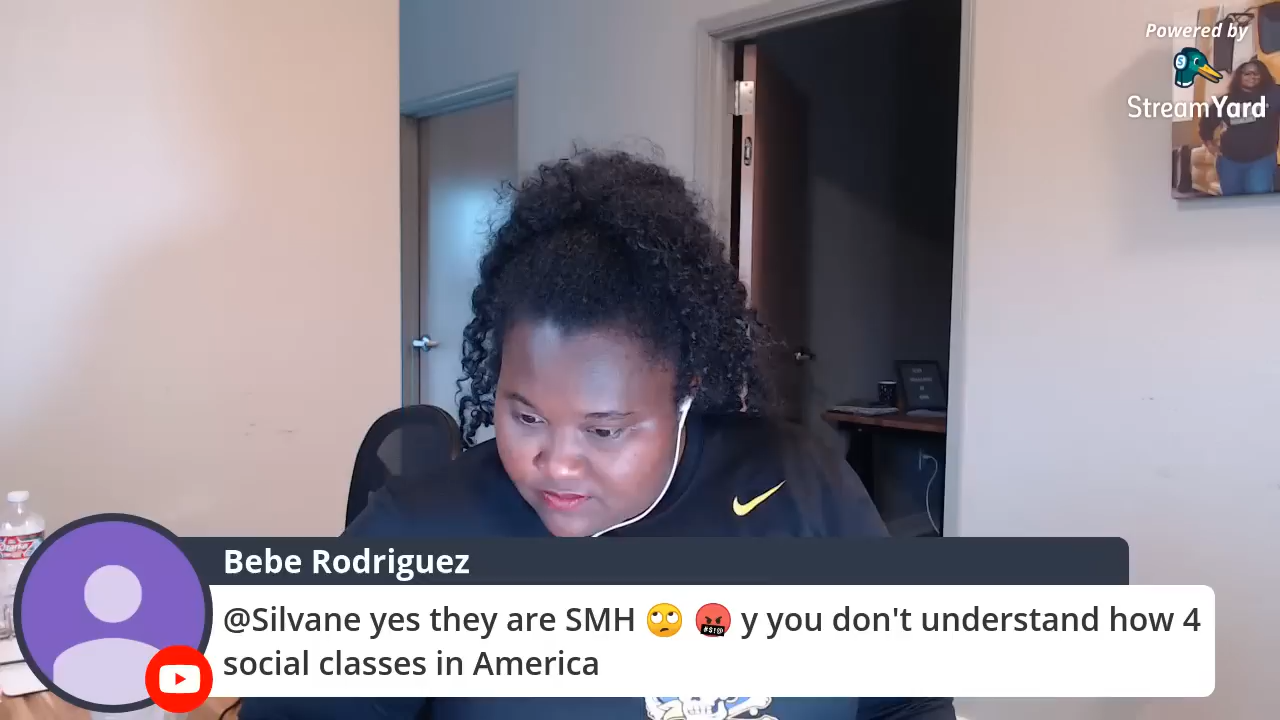 Powered by
StreamYard
Bebe Rodriguez
@Silvane yes they are SMH 🙄 🤬 y you don't understand how 4
social classes in America